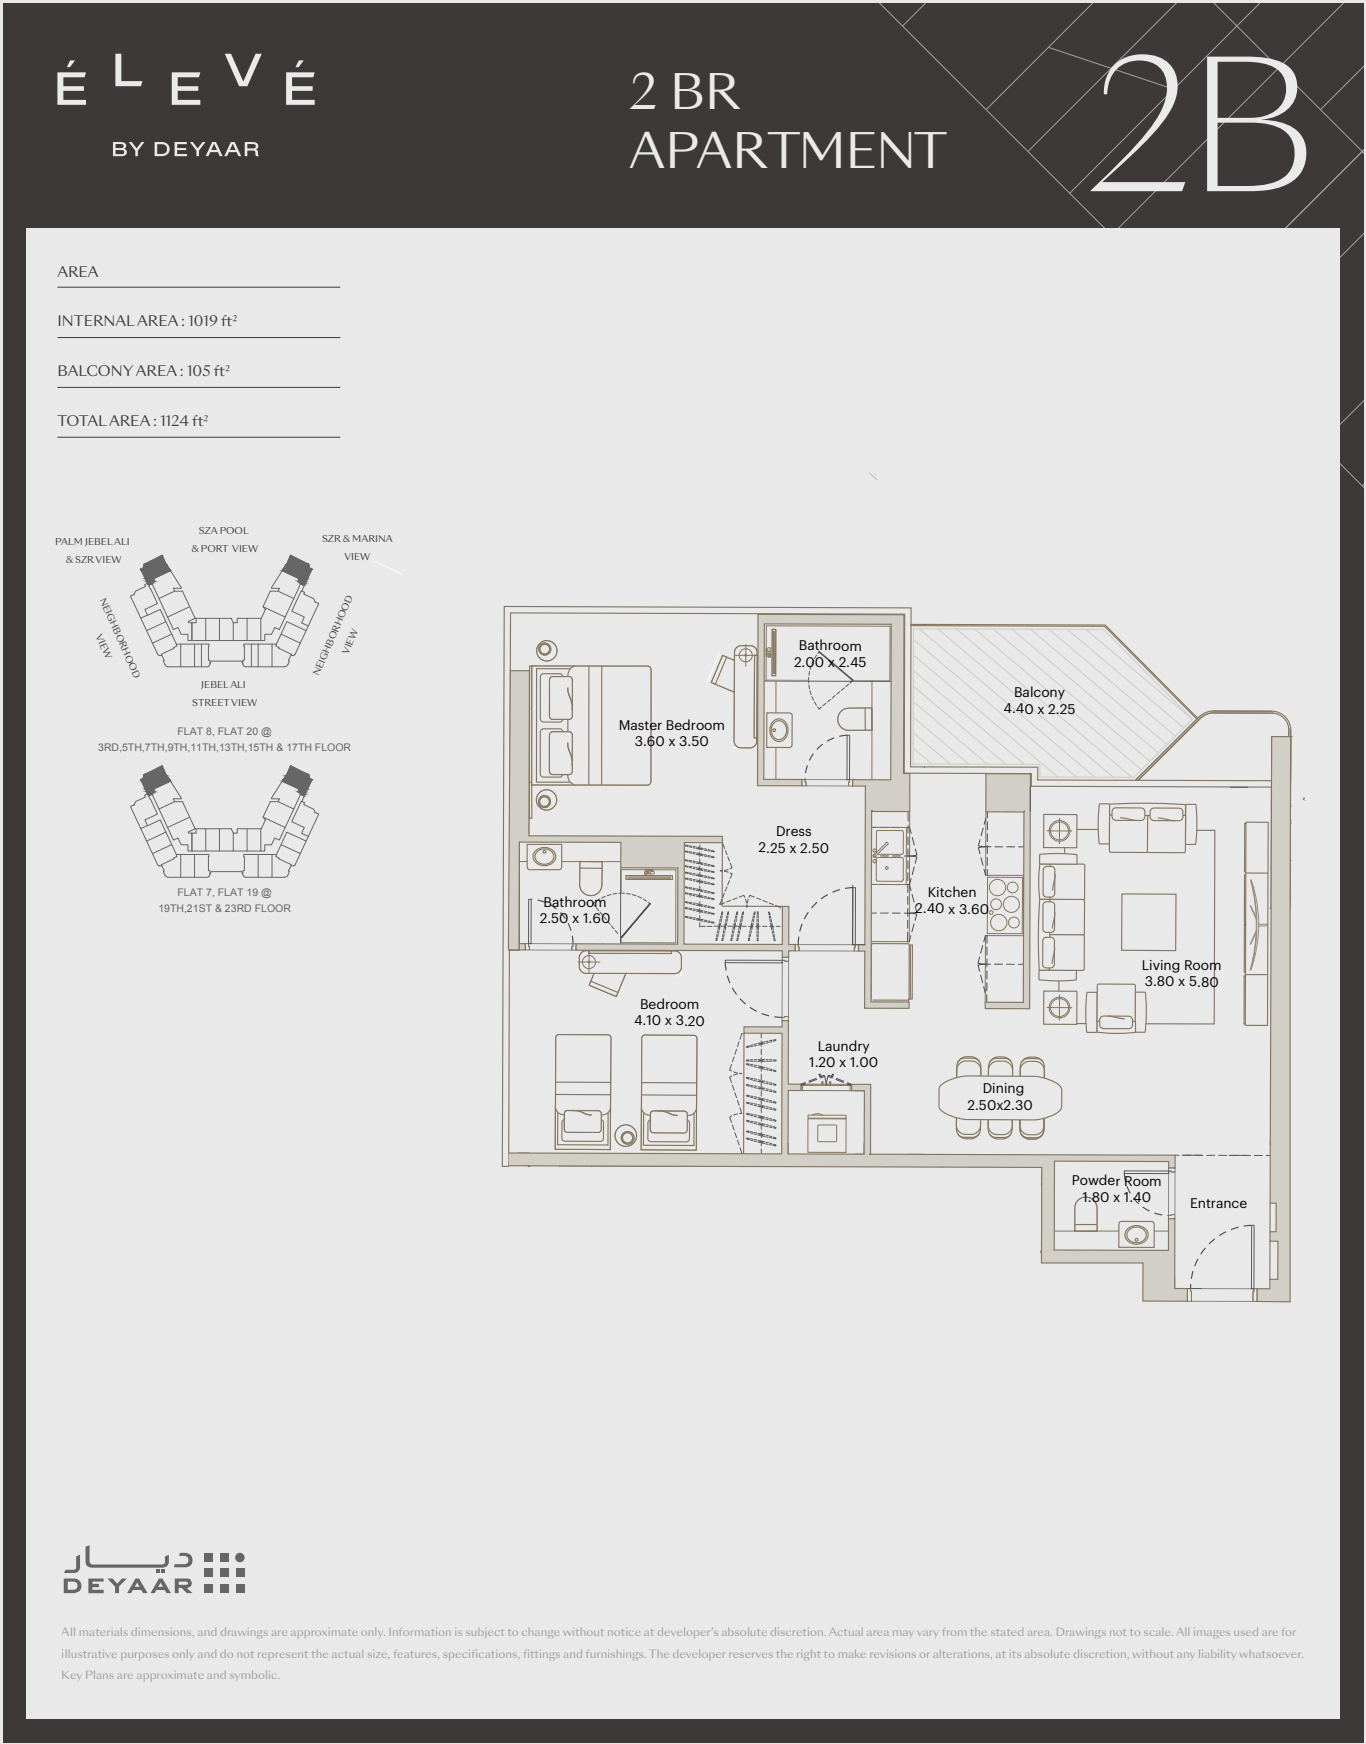 ÉLEVÉ
BY DEYAAR
2 BR
APARTMENT
2B
AREA
INTERNAL AREA : 1019 ft²
BALCONY AREA : 105 ft²
TOTAL AREA : 1124 ft²
SZA POOL
& PORT VIEW
PALM JEBEL ALI
& SZR VIEW
SZR & MARINA
VIEW
NEIGHBORHOOD
VIEW
NEIGHBORHOOD
VIEW
JEBEL ALI
STREET VIEW
FLAT 8, FLAT 20 @
3RD,5TH,7TH,9TH,11TH,13TH,15TH & 17TH FLOOR
FLAT 7, FLAT 19 @
19TH,21ST & 23RD FLOOR
Bathroom
2.00 x 2.45
Balcony
4.40 x 2.25
Master Bedroom
3.60 x 3.50
Dress
2.25 x 2.50
Kitchen
2.40 x 3.60
Bathroom
2.50 x 1.60
Living Room
3.80 x 5.80
Bedroom
4.10 x 3.20
Laundry
1.20 x 1.00
Dining
2.50x2.30
Powder Room
1.80 x 1.40
Entrance
ديار
DEYAAR
All materials dimensions, and drawings are approximate only. Information is subject to change without notice at developer's absolute discretion. Actual area may vary from the stated area. Drawings not to scale. All images used are for
illustrative purposes only and do not represent the actual size, features, specifications, fittings and furnishings. The developer reserves the right to make revisions or alterations, at its absolute discretion, without any liability whatsoever.
Key Plans are approximate and symbolic.